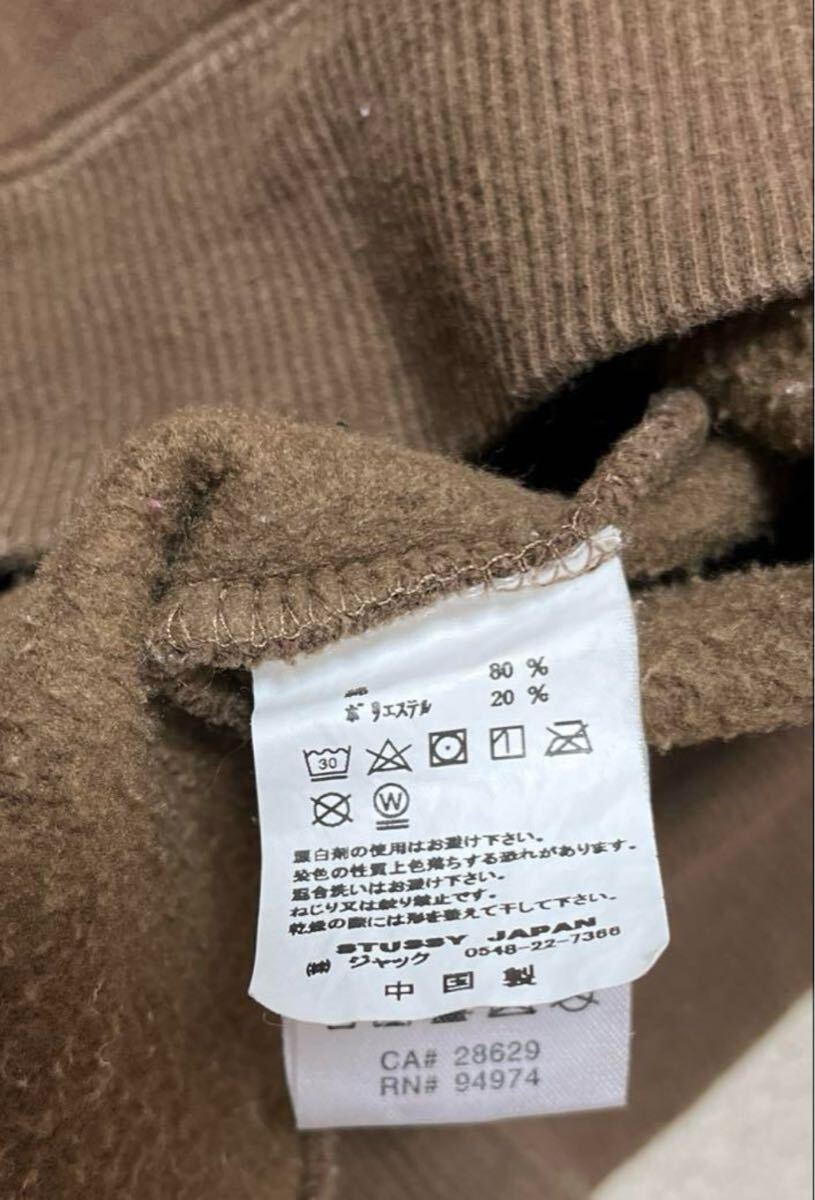 綿 80 %
ポリエステル 20 %
30
W
漂白剤の使用はお避け下さい。
染色の性質上色落ちする恐れがあります。
混合洗いはお避け下さい。
ねじり又は絞り禁止です。
乾燥の際には形を整えて干して下さい。
STUSSY JAPAN
㈱ ジャック 0548-22-7366
中国製
CA# 28629
RN# 94974